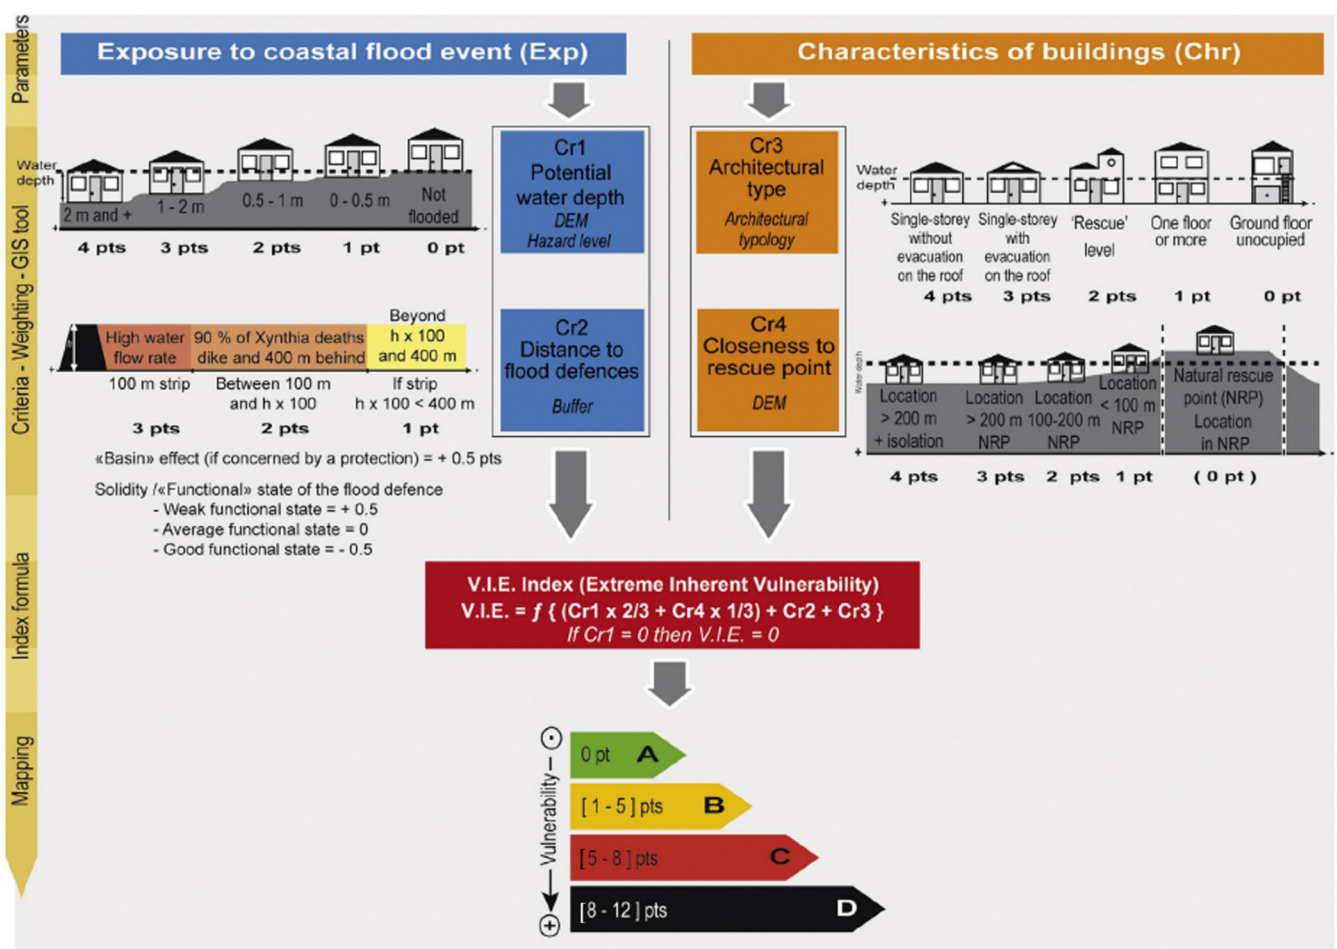 Parameters
Criteria - Weighting - GIS tool
Index formula
Mapping
Exposure to coastal flood event (Exp)
Water
depth
2 m and +
1 - 2 m
0.5 - 1 m
0 - 0.5 m
Not
flooded
4 pts 3 pts 2 pts 1 pt 0 pt
Cr1
Potential
water depth
DEM
Hazard level
h
High water
flow rate
90 % of Xynthia deaths
dike and 400 m behind
Beyond
h x 100
and 400 m
100 m strip
Between 100 m
and h x 100
If strip
h x 100 < 400 m
3 pts 2 pts 1 pt
Cr2
Distance to
flood defences
Buffer
«Basin» effect (if concerned by a protection) = + 0.5 pts
Solidity /«Functional» state of the flood defence
- Weak functional state = + 0.5
- Average functional state = 0
- Good functional state = - 0.5
Characteristics of buildings (Chr)
Cr3
Architectural
type
Architectural
typology
Water
depth
Single-storey
without
evacuation
on the roof
Single-storey
with
evacuation
on the roof
'Rescue'
level
One floor
or more
Ground floor
unocupied
4 pts 3 pts 2 pts 1 pt 0 pt
Cr4
Closeness to
rescue point
DEM
Water depth
Location
> 200 m
+ isolation
Location
> 200 m
NRP
Location
100-200 m
NRP
Location
< 100 m
NRP
Natural rescue
point (NRP)
Location
in NRP
4 pts 3 pts 2 pts 1 pt ( 0 pt )
V.I.E. Index (Extreme Inherent Vulnerability)
V.I.E. = ƒ { (Cr1 x 2/3 + Cr4 x 1/3) + Cr2 + Cr3 }
If Cr1 = 0 then V.I.E. = 0
Vulnerability
0 pt A
[ 1 - 5 ] pts B
[ 5 - 8 ] pts C
[8 - 12 ] pts D